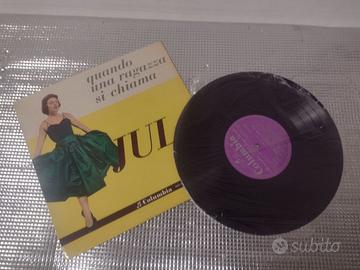 quando
una ragazza
si chiama
JUL
Columbia
Columbia
subito